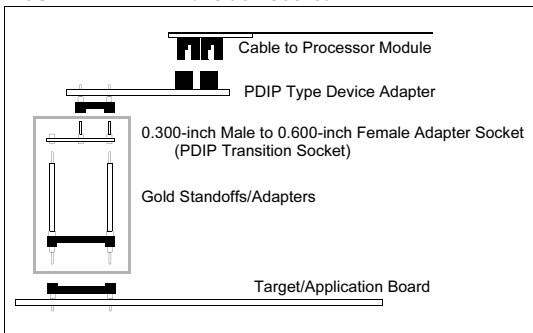 Cable to Processor Module
PDIP Type Device Adapter
0.300-inch Male to 0.600-inch Female Adapter Socket
(PDIP Transition Socket)
Gold Standoffs/Adapters
Target/Application Board